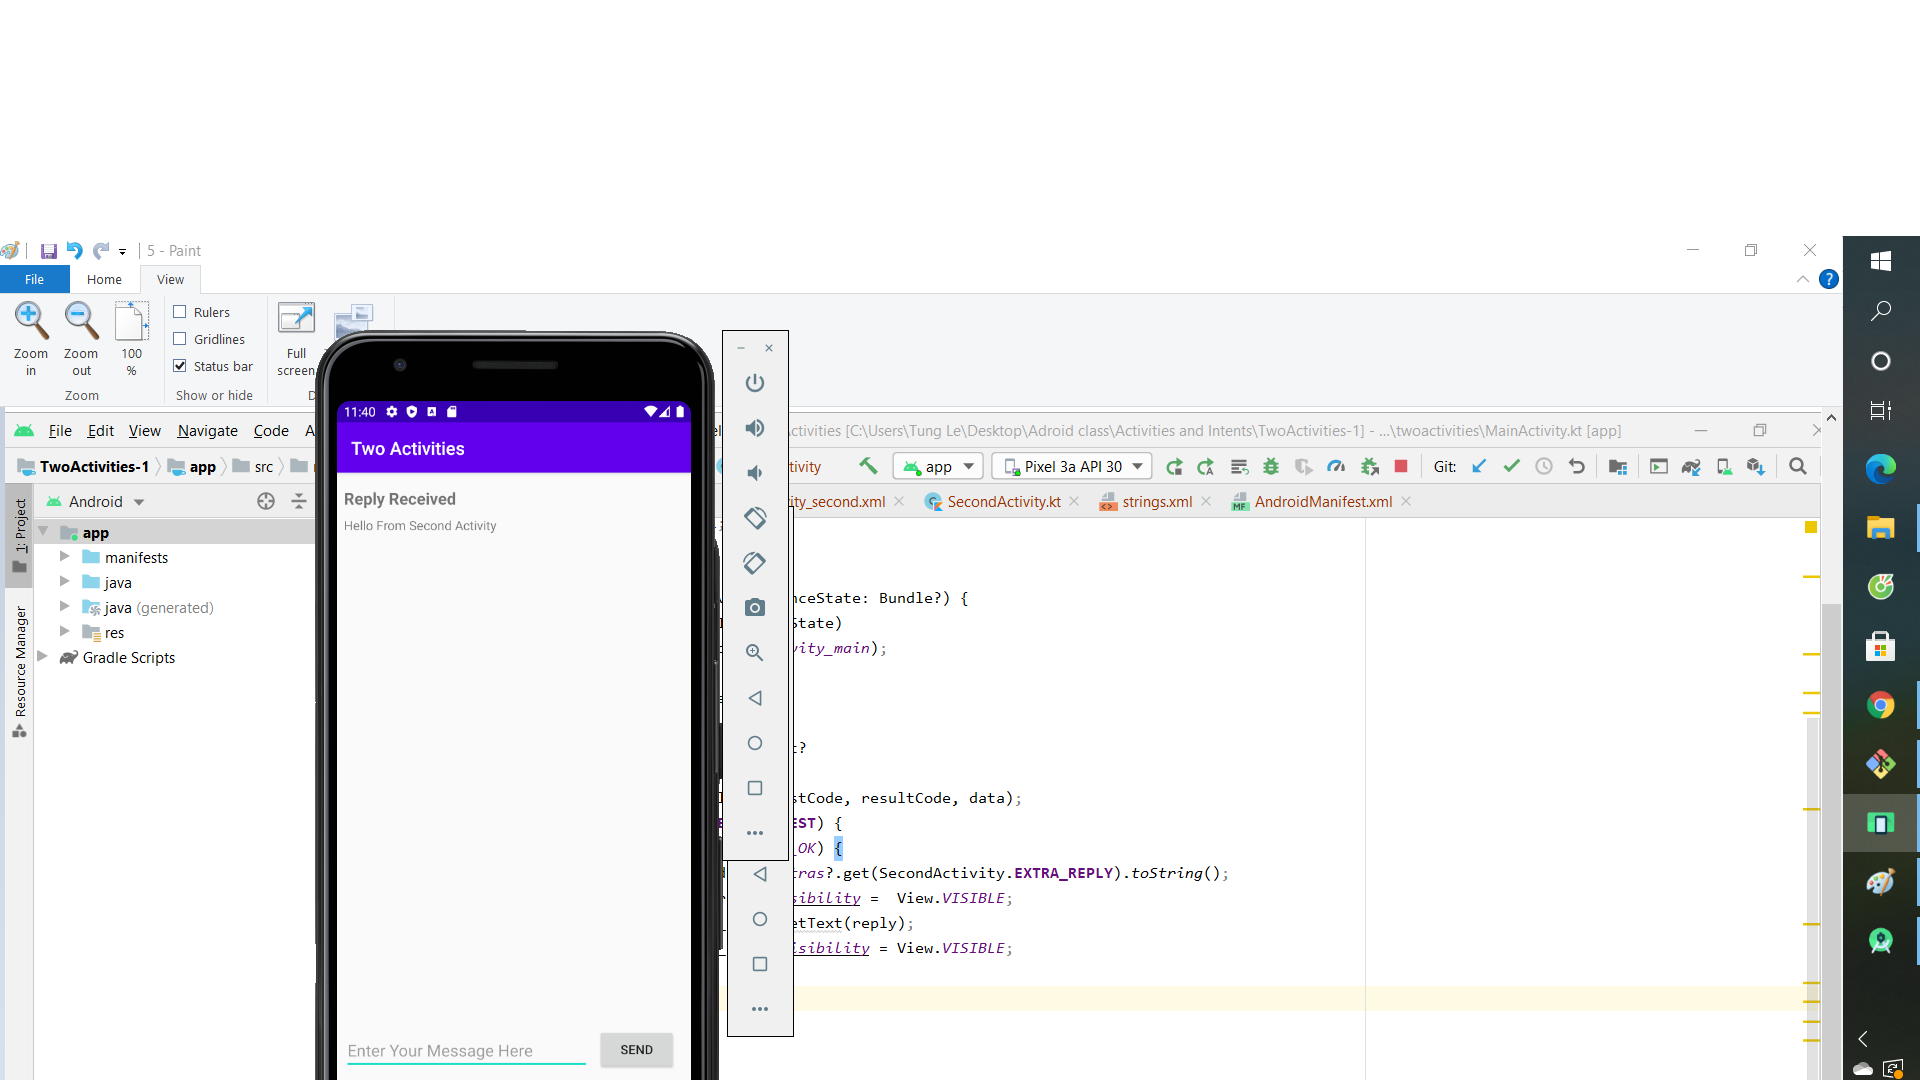 5 - Paint
File Home View
Rulers
Gridlines
Status bar
Zoom in
Zoom out
100 %
Full screen
Zoom
Show or hide
D
File Edit View Navigate Code A
Activities [C:\Users\Tung Le\Desktop\Adroid class\Activities and Intents\TwoActivities-1] - ...\twoactivities\MainActivity.kt [app]
TwoActivities-1 app src
tivity
app
Pixel 3a API 30
Git:
Android
ity_second.xml SecondActivity.kt strings.xml AndroidManifest.xml
1: Project
Resource Manager
app
manifests
java
java (generated)
res
Gradle Scripts
11:40
Two Activities
Reply Received
Hello From Second Activity
Enter Your Message Here
SEND
nceState: Bundle?) {
State)
vity_main);
t?
stCode, resultCode, data);
EST) {
_OK) {
tras?.get(SecondActivity.EXTRA_REPLY).toString();
sibility = View.VISIBLE;
etText(reply);
isibility = View.VISIBLE;